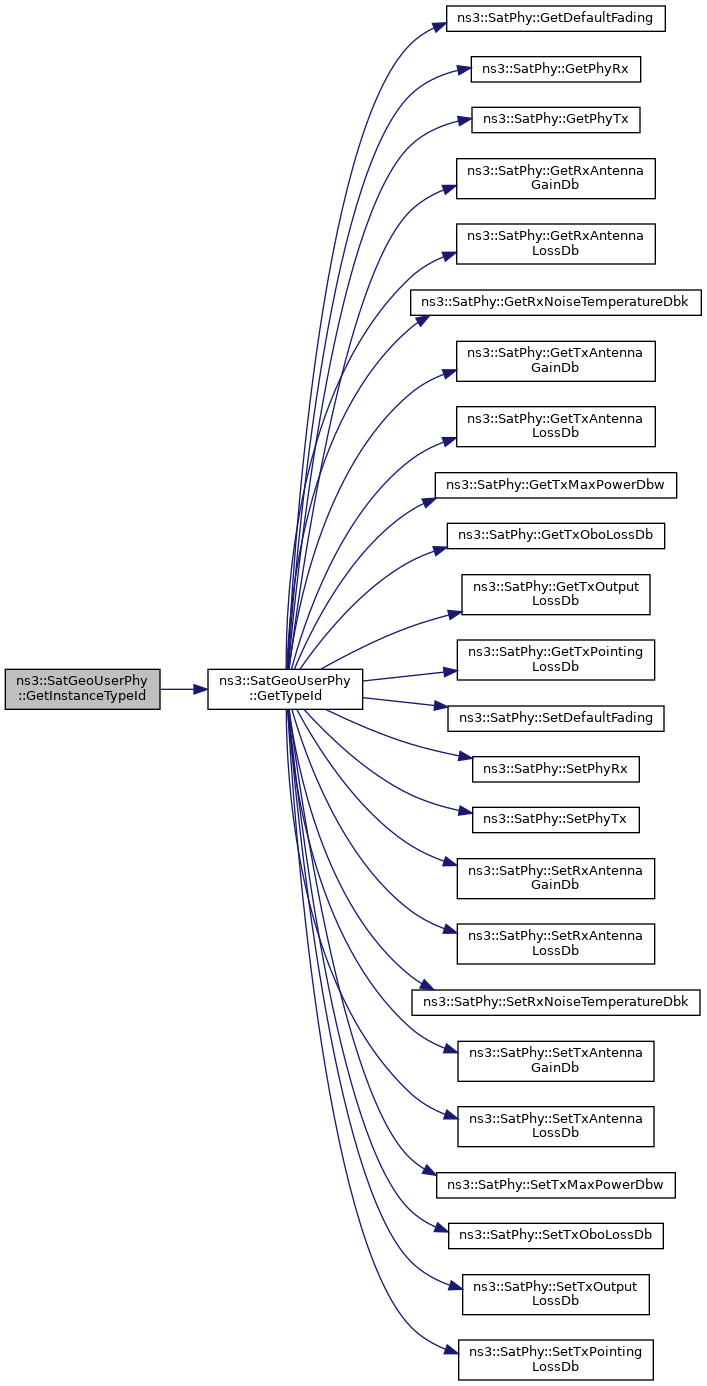 ns3::SatGeoUserPhy
::GetInstanceTypeId
ns3::SatGeoUserPhy
::GetTypeId
ns3::SatPhy::GetDefaultFading
ns3::SatPhy::GetPhyRx
ns3::SatPhy::GetPhyTx
ns3::SatPhy::GetRxAntenna
GainDb
ns3::SatPhy::GetRxAntenna
LossDb
ns3::SatPhy::GetRxNoiseTemperatureDbk
ns3::SatPhy::GetTxAntenna
GainDb
ns3::SatPhy::GetTxAntenna
LossDb
ns3::SatPhy::GetTxMaxPowerDbw
ns3::SatPhy::GetTxOboLossDb
ns3::SatPhy::GetTxOutput
LossDb
ns3::SatPhy::GetTxPointing
LossDb
ns3::SatPhy::SetDefaultFading
ns3::SatPhy::SetPhyRx
ns3::SatPhy::SetPhyTx
ns3::SatPhy::SetRxAntenna
GainDb
ns3::SatPhy::SetRxAntenna
LossDb
ns3::SatPhy::SetRxNoiseTemperatureDbk
ns3::SatPhy::SetTxAntenna
GainDb
ns3::SatPhy::SetTxAntenna
LossDb
ns3::SatPhy::SetTxMaxPowerDbw
ns3::SatPhy::SetTxOboLossDb
ns3::SatPhy::SetTxOutput
LossDb
ns3::SatPhy::SetTxPointing
LossDb